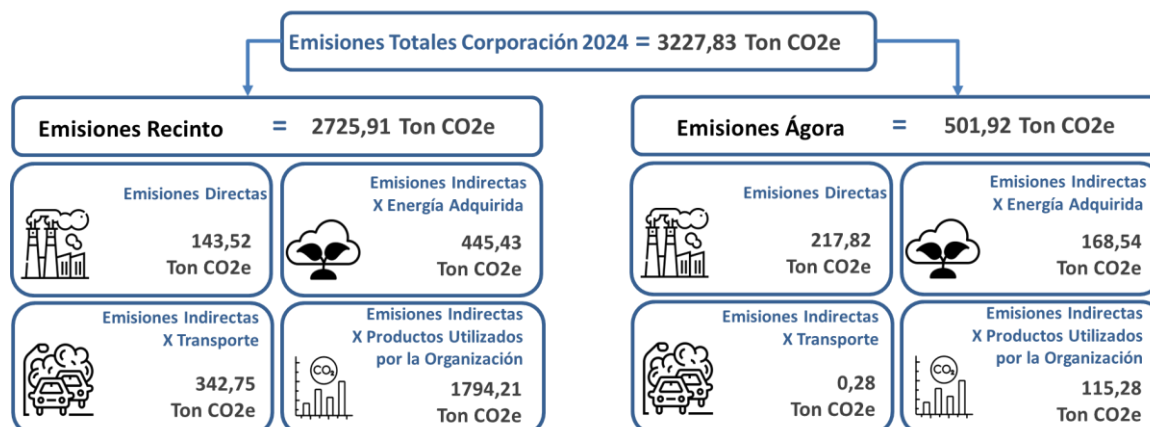 Emisiones Totales Corporación 2024 = 3227,83 Ton CO2e
Emisiones Recinto = 2725,91 Ton CO2e
Emisiones Directas
143,52
Ton CO2e
Emisiones Indirectas
X Energía Adquirida
445,43
Ton CO2e
Emisiones Indirectas
X Transporte
342,75
Ton CO2e
Emisiones Indirectas
X Productos Utilizados
por la Organización
CO2
1794,21
Ton CO2e
Emisiones Ágora = 501,92 Ton CO2e
Emisiones Directas
217,82
Ton CO2e
Emisiones Indirectas
X Energía Adquirida
168,54
Ton CO2e
Emisiones Indirectas
X Transporte
0,28
Ton CO2e
Emisiones Indirectas
X Productos Utilizados
por la Organización
CO2
115,28
Ton CO2e